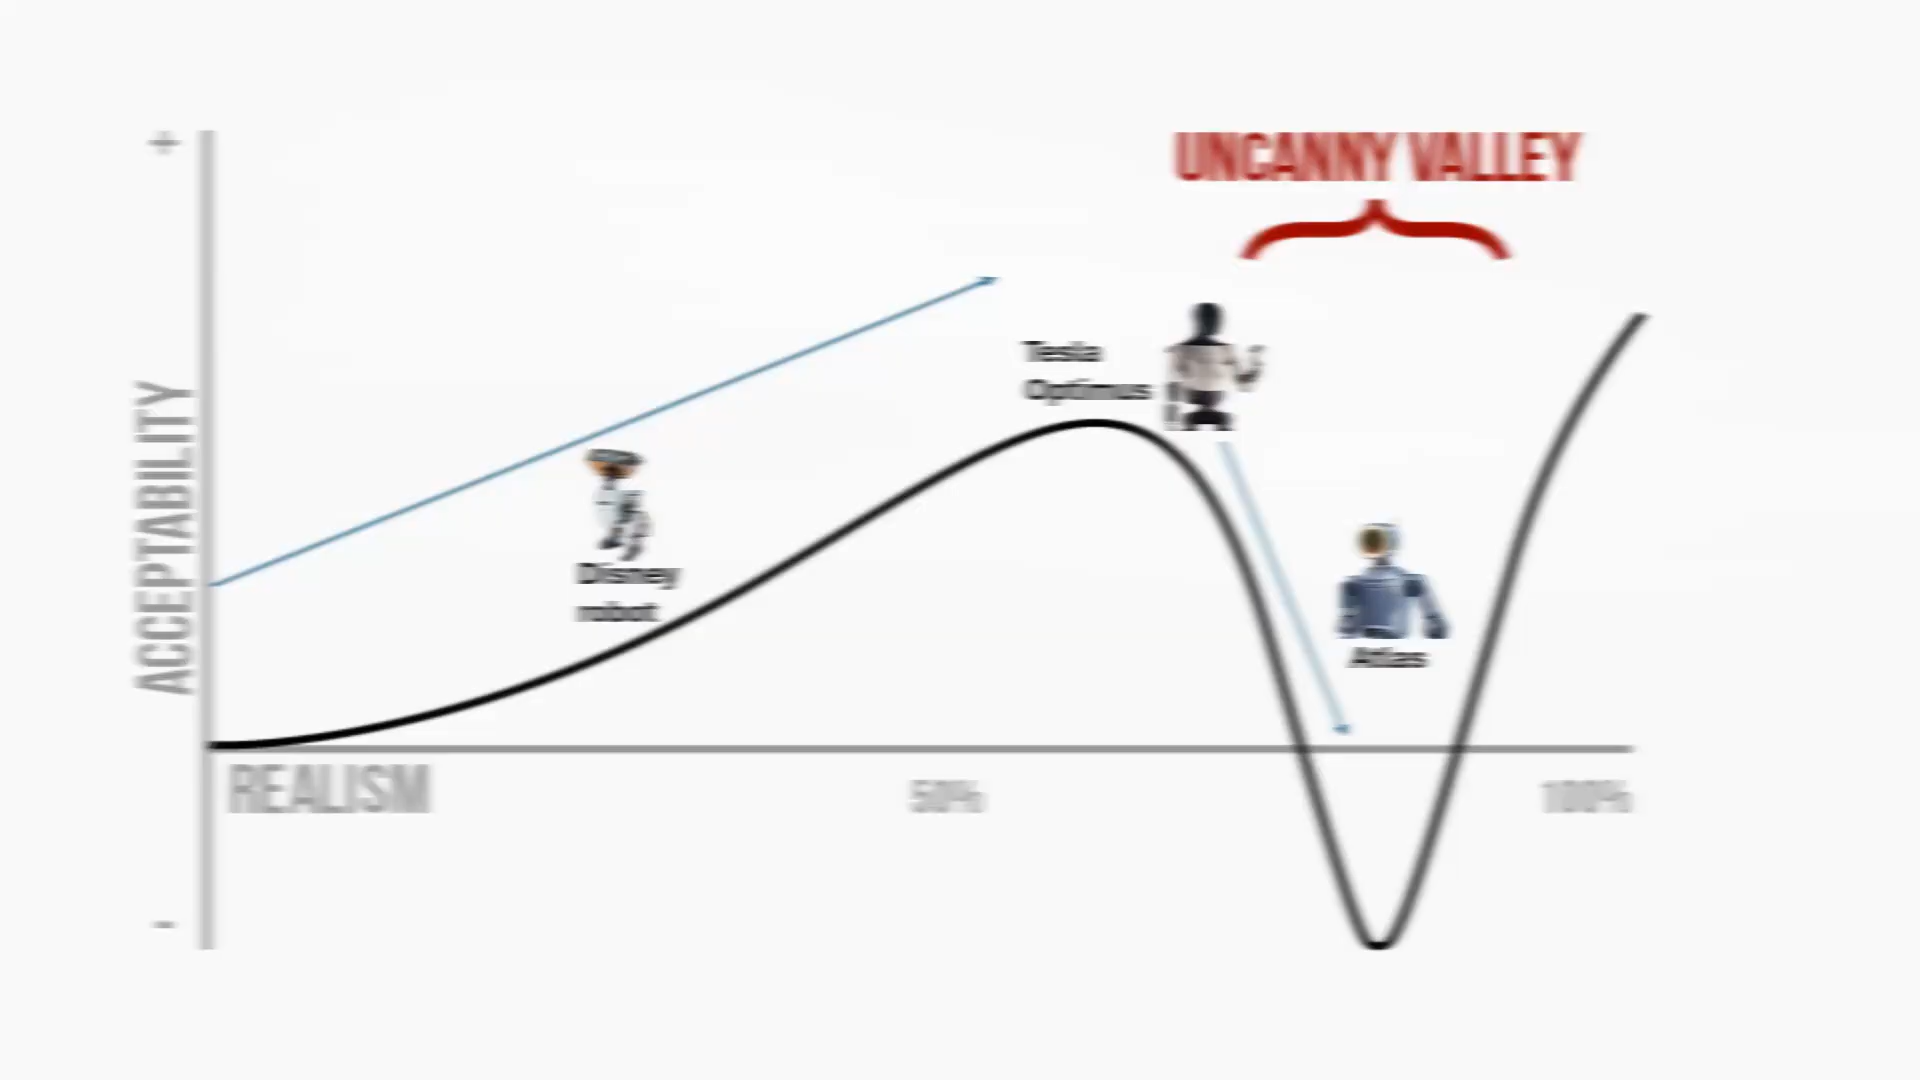 +
UNCANNY VALLEY
Tesla
Optimus
ACCEPTABILITY
Disney
robot
Atlas
REALISM
50%
100%
-